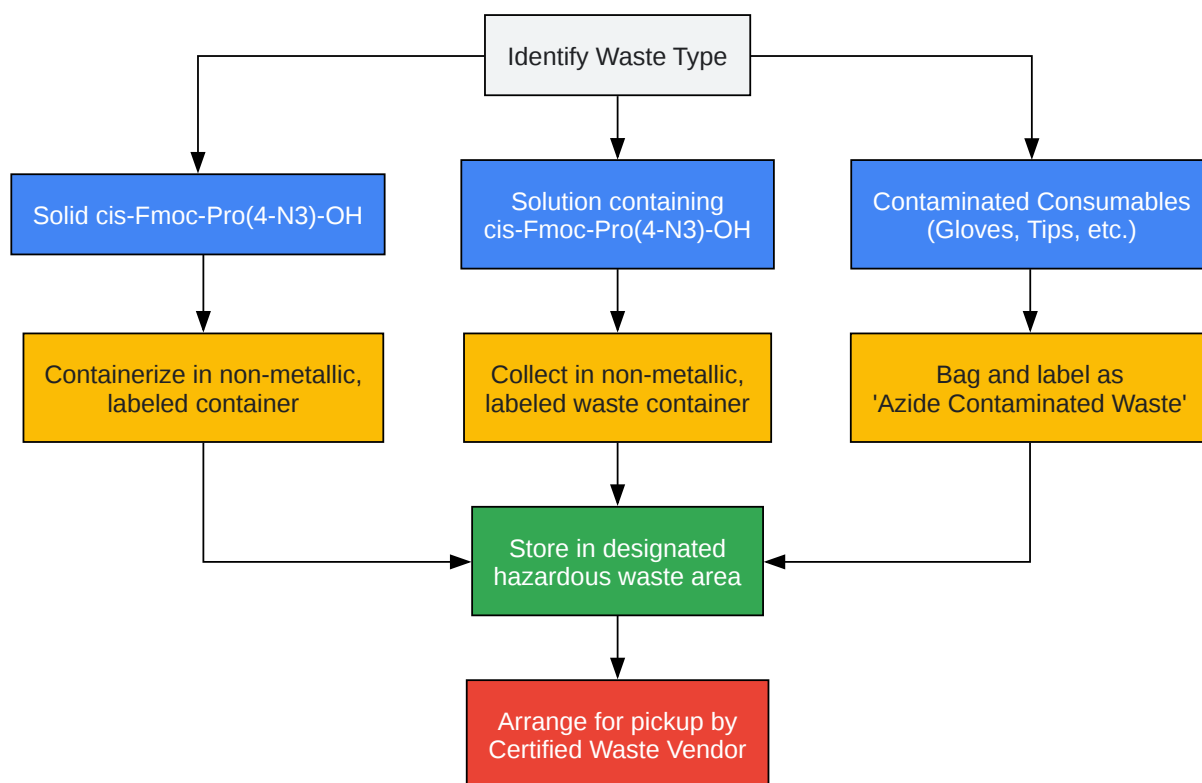 Identify Waste Type
Solid cis-Fmoc-Pro(4-N3)-OH
Solution containing
cis-Fmoc-Pro(4-N3)-OH
Contaminated Consumables
(Gloves, Tips, etc.)
Containerize in non-metallic,
labeled container
Collect in non-metallic,
labeled waste container
Bag and label as
'Azide Contaminated Waste'
Store in designated
hazardous waste area
Arrange for pickup by
Certified Waste Vendor